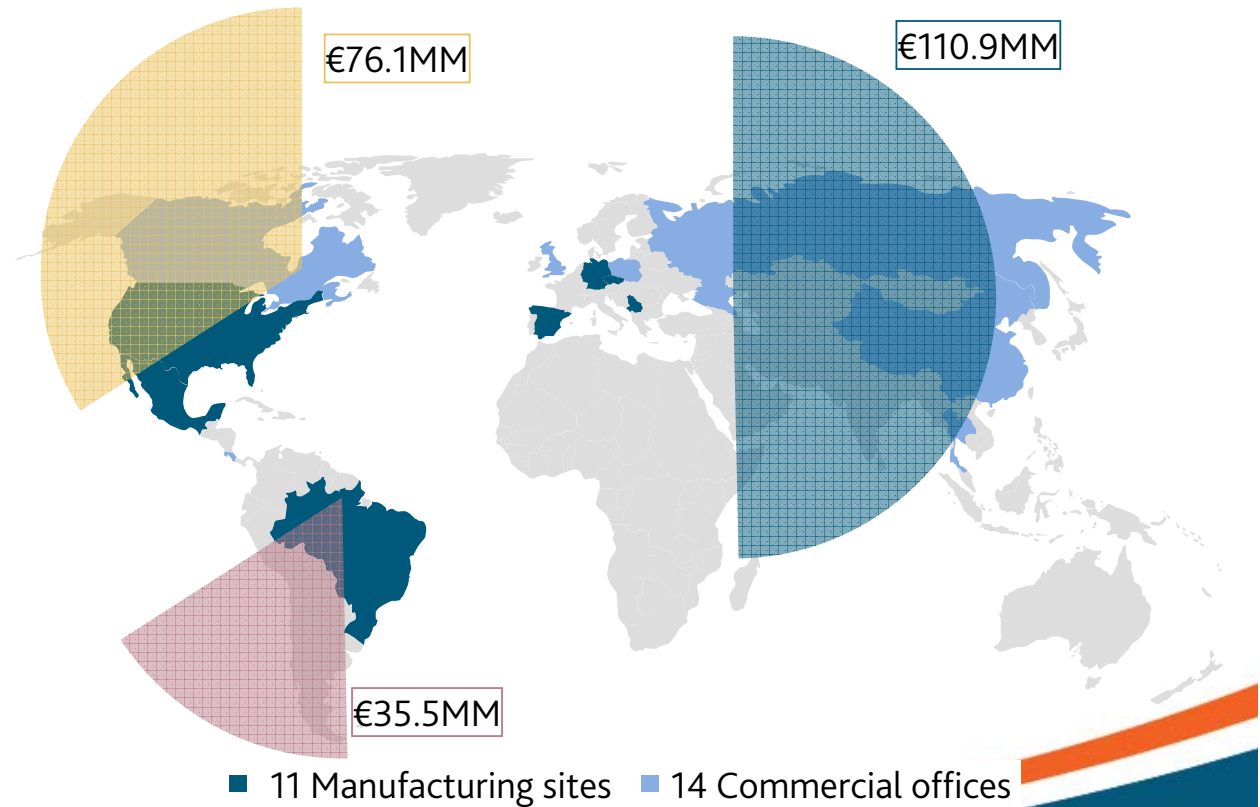 €76.1MM
€110.9MM
€35.5MM
11 Manufacturing sites 14 Commercial offices